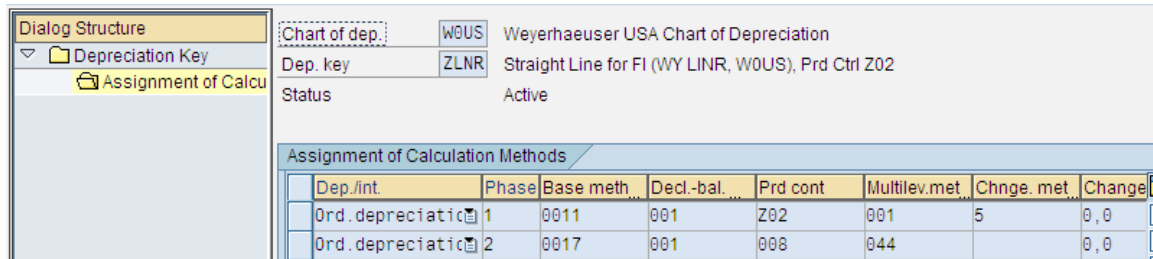 Dialog Structure
Depreciation Key
Assignment of Calcu
Chart of dep. W0US Weyerhaeuser USA Chart of Depreciation
Dep. key ZLNR Straight Line for FI (WY LINR, W0US), Prd Ctrl Z02
Status Active
Assignment of Calculation Methods
Dep./int. Phase Base meth Decl.-bal. Prd cont Multilev.met Chnge. met Change
Ord.depreciatic 1 0011 001 Z02 001 5 0,0
Ord.depreciatic 2 0017 001 008 044 0,0